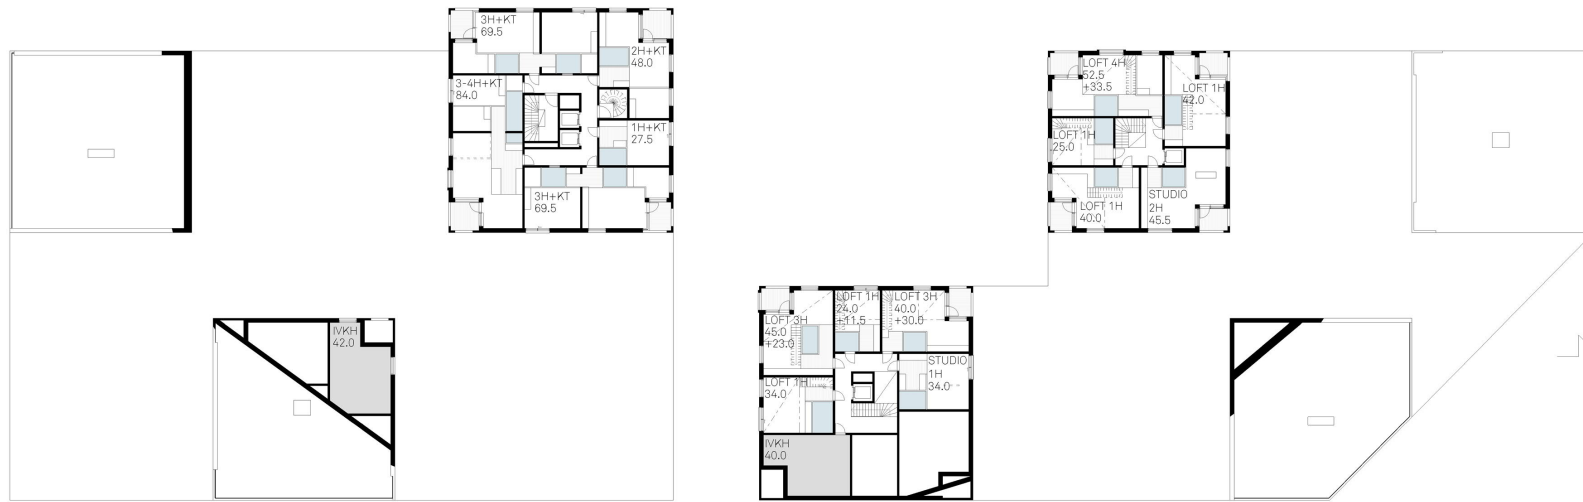 3H+KT
69.5
2H+KT
48.0
3-4H+KT
84.0
1H+KT
27.5
3H+KT
69.5
IVKH
42.0
LOFT 4H
52.5
+33.5
LOFT 1H
42.0
LOFT 1H
25.0
LOFT 1H
40.0
STUDIO
2H
45.5
LOFT 3H
45.0
+23.0
LOFT 1H
24.0
+11.5
LOFT 3H
40.0
+30.0
STUDIO
1H
34.0
LOFT 1H
34.0
IVKH
40.0